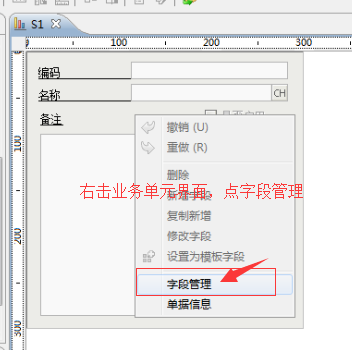 S1
100 200 300
编码
名称 CH
备注 是否启用
100
200
300
撤销 (U)
重做 (R)
删除
新增字段
右击业务单元界面，点字段管理
复制新增
修改字段
设置为模板字段
字段管理
单据信息